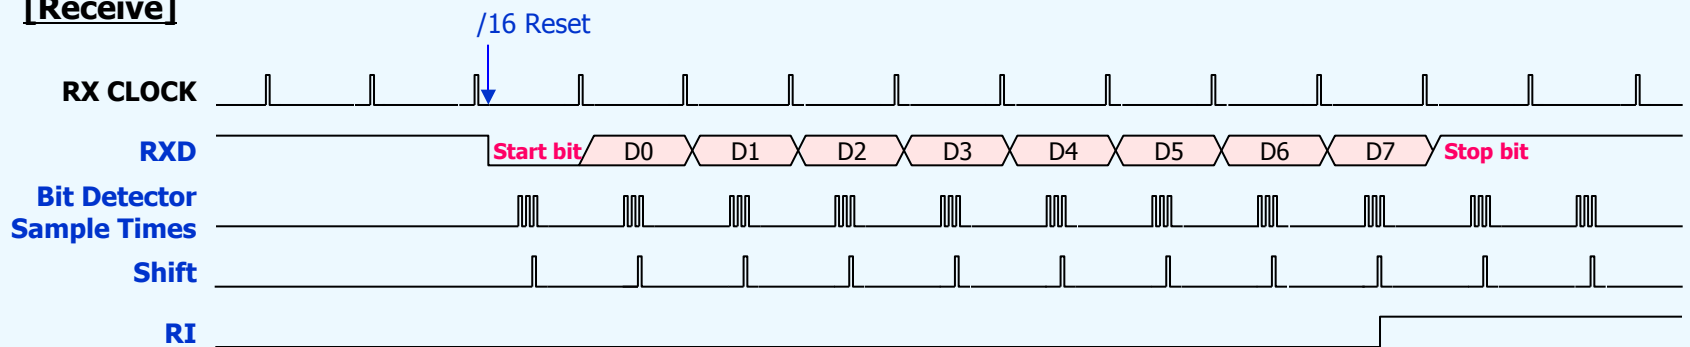 [Receive]
/16 Reset
RX CLOCK
RXD
Start bit D0 D1 D2 D3 D4 D5 D6 D7 Stop bit
Bit Detector
Sample Times
Shift
RI